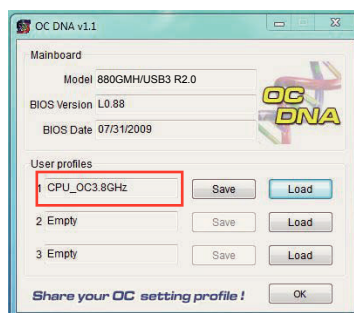 OC DNA v1.1
Mainboard
Model 880GMH/USB3 R2.0
BIOS Version L0.88
BIOS Date 07/31/2009
OC
DNA
User profiles
1 CPU_OC3.8GHz Save Load
2 Empty Save Load
3 Empty Save Load
Share your OC setting profile! OK